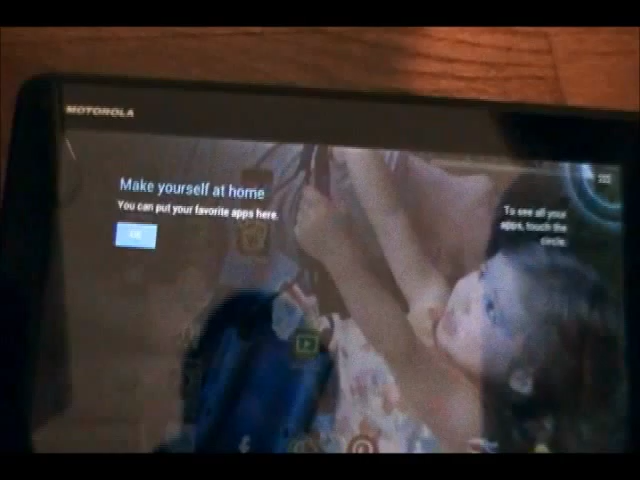 MOTOROLA
Make yourself at home
You can put your favorite apps here.
OK
To see all your
apps, touch the
circle.